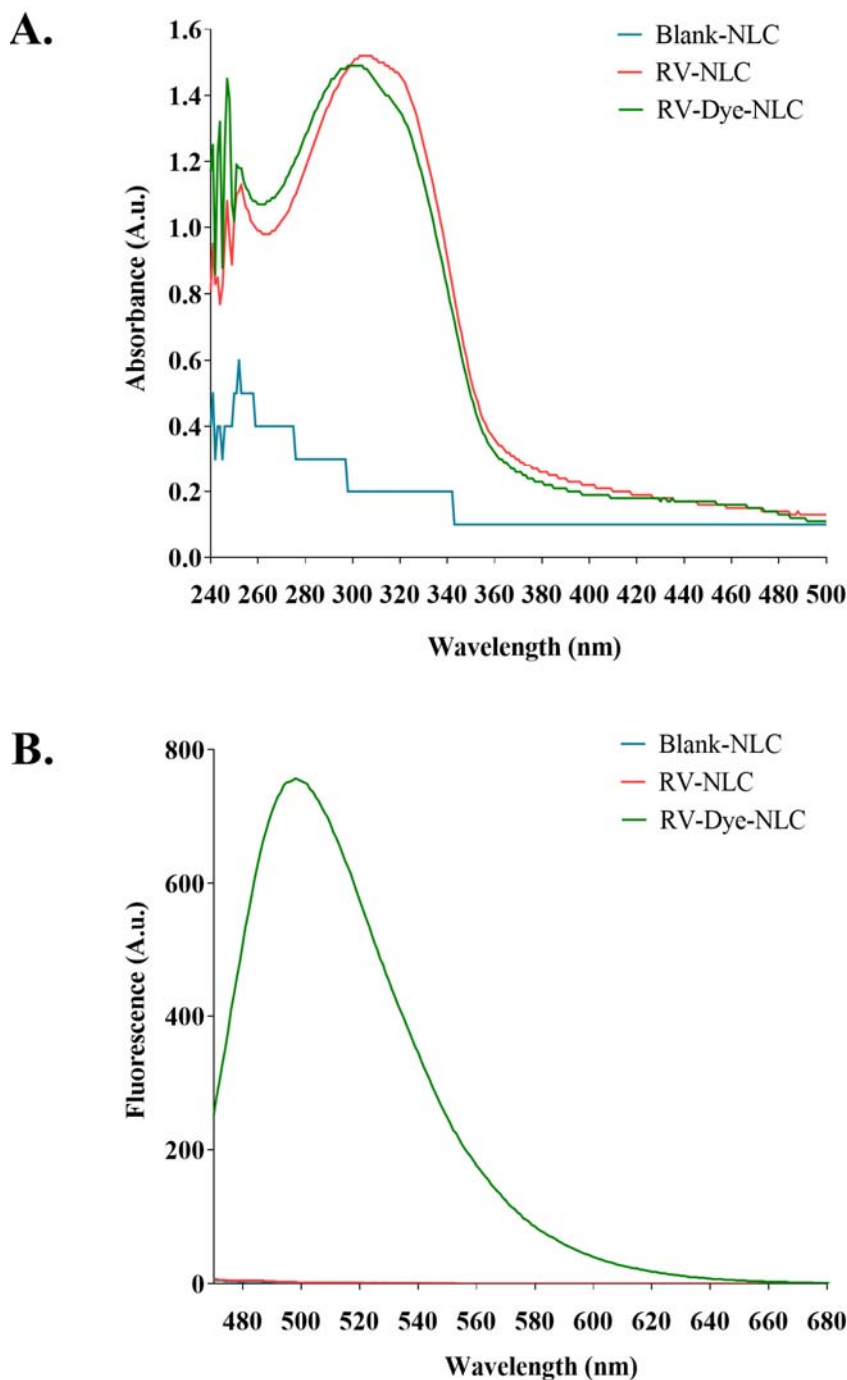 A.
Blank-NLC
RV-NLC
RV-Dye-NLC
Absorbance (A.u.)
1.6
1.4
1.2
1.0
0.8
0.6
0.4
0.2
0.0
240 260 280 300 320 340 360 380 400 420 440 460 480 500
Wavelength (nm)
B.
Blank-NLC
RV-NLC
RV-Dye-NLC
Fluorescence (A.u.)
800
600
400
200
0
480 500 520 540 560 580 600 620 640 660 680
Wavelength (nm)